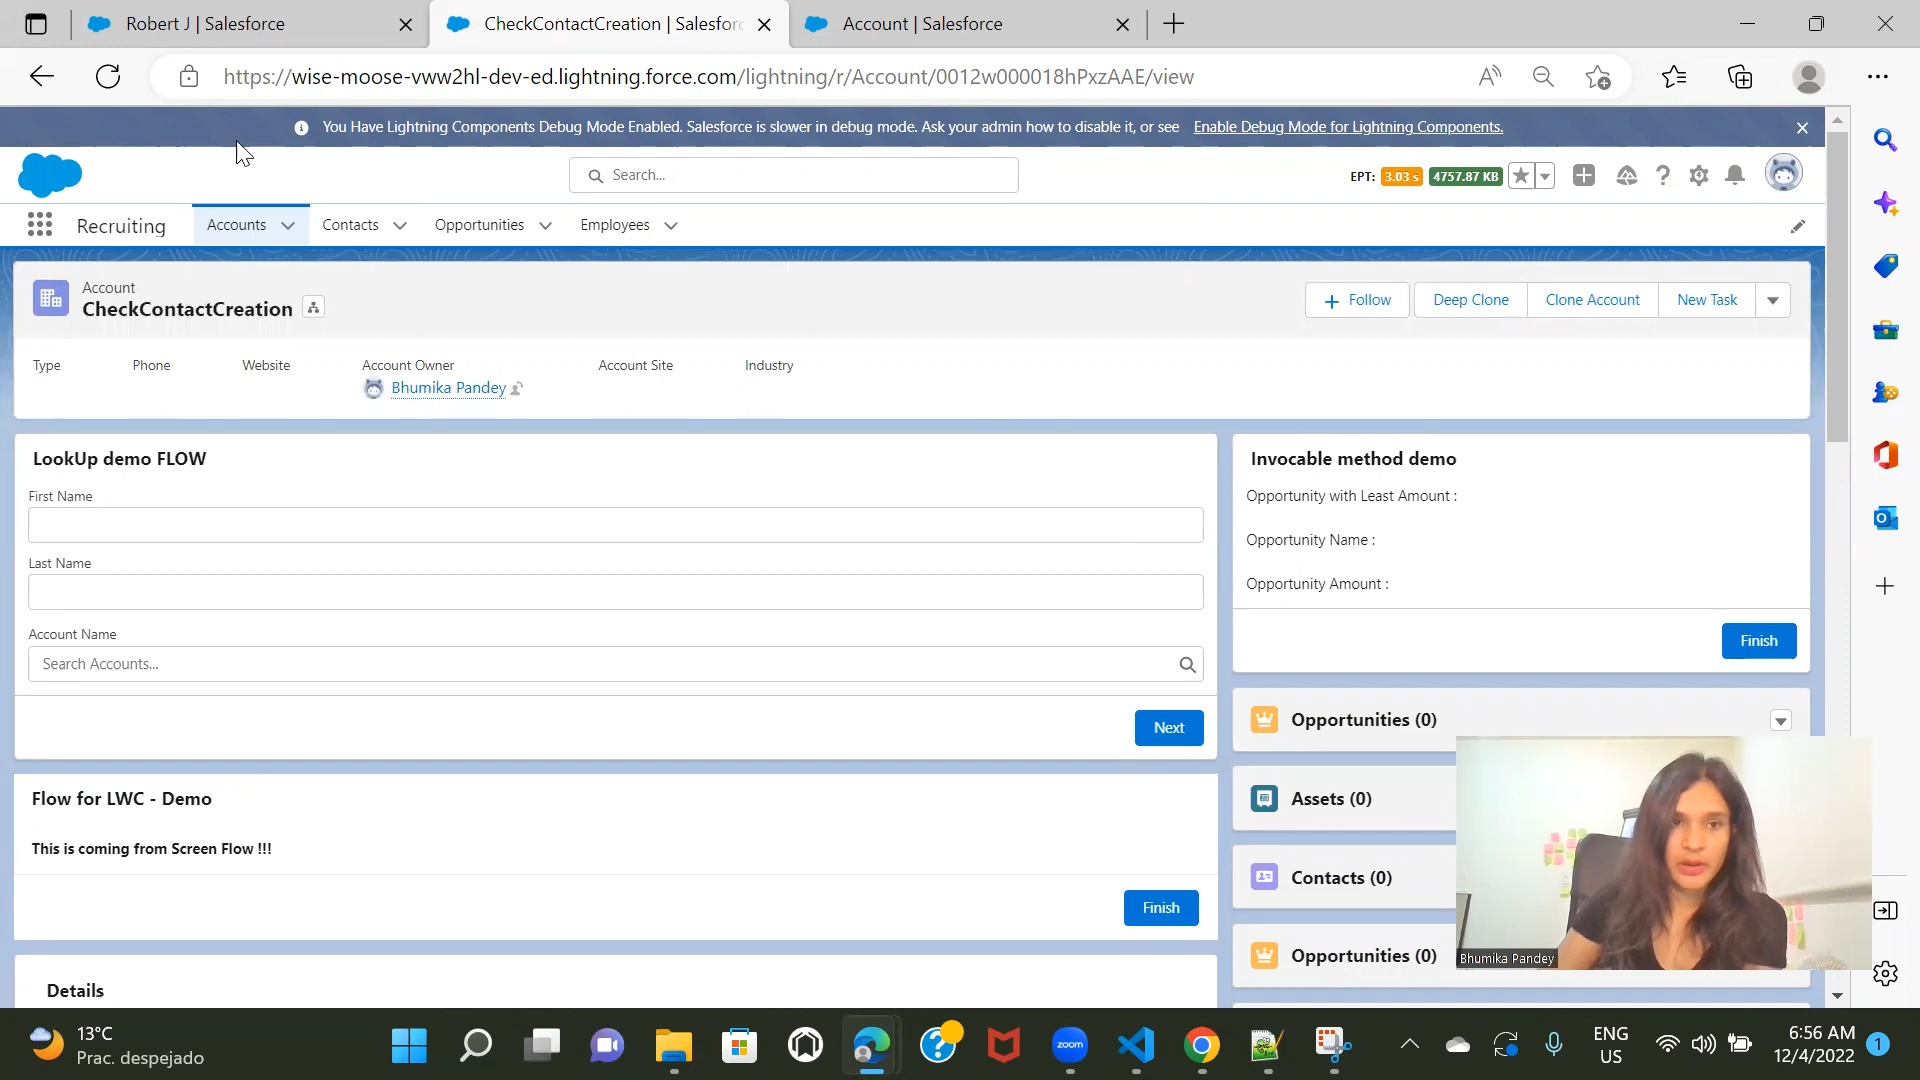 Robert J | Salesforce
CheckContactCreation | Salesforc
Account | Salesforce
https://wise-moose-vww2hl-dev-ed.lightning.force.com/lightning/r/Account/0012w000018hPxzAAE/view
You Have Lightning Components Debug Mode Enabled. Salesforce is slower in debug mode. Ask your admin how to disable it, or see Enable Debug Mode for Lightning Components.
Search...
EPT: 3.03 s 4757.87 KB
Recruiting
Accounts
Contacts
Opportunities
Employees
Account
CheckContactCreation
Follow
Deep Clone
Clone Account
New Task
Type
Phone
Website
Account Owner
Account Site
Industry
Bhumika Pandey
LookUp demo FLOW
First Name
Last Name
Account Name
Search Accounts...
Next
Invocable method demo
Opportunity with Least Amount :
Opportunity Name :
Opportunity Amount :
Finish
Opportunities (0)
Assets (0)
Contacts (0)
Opportunities (0)
Flow for LWC - Demo
This is coming from Screen Flow !!!
Finish
Details
Bhumika Pandey
13°C
Prac. despejado
zoom
ENG
US
6:56 AM
12/4/2022
1